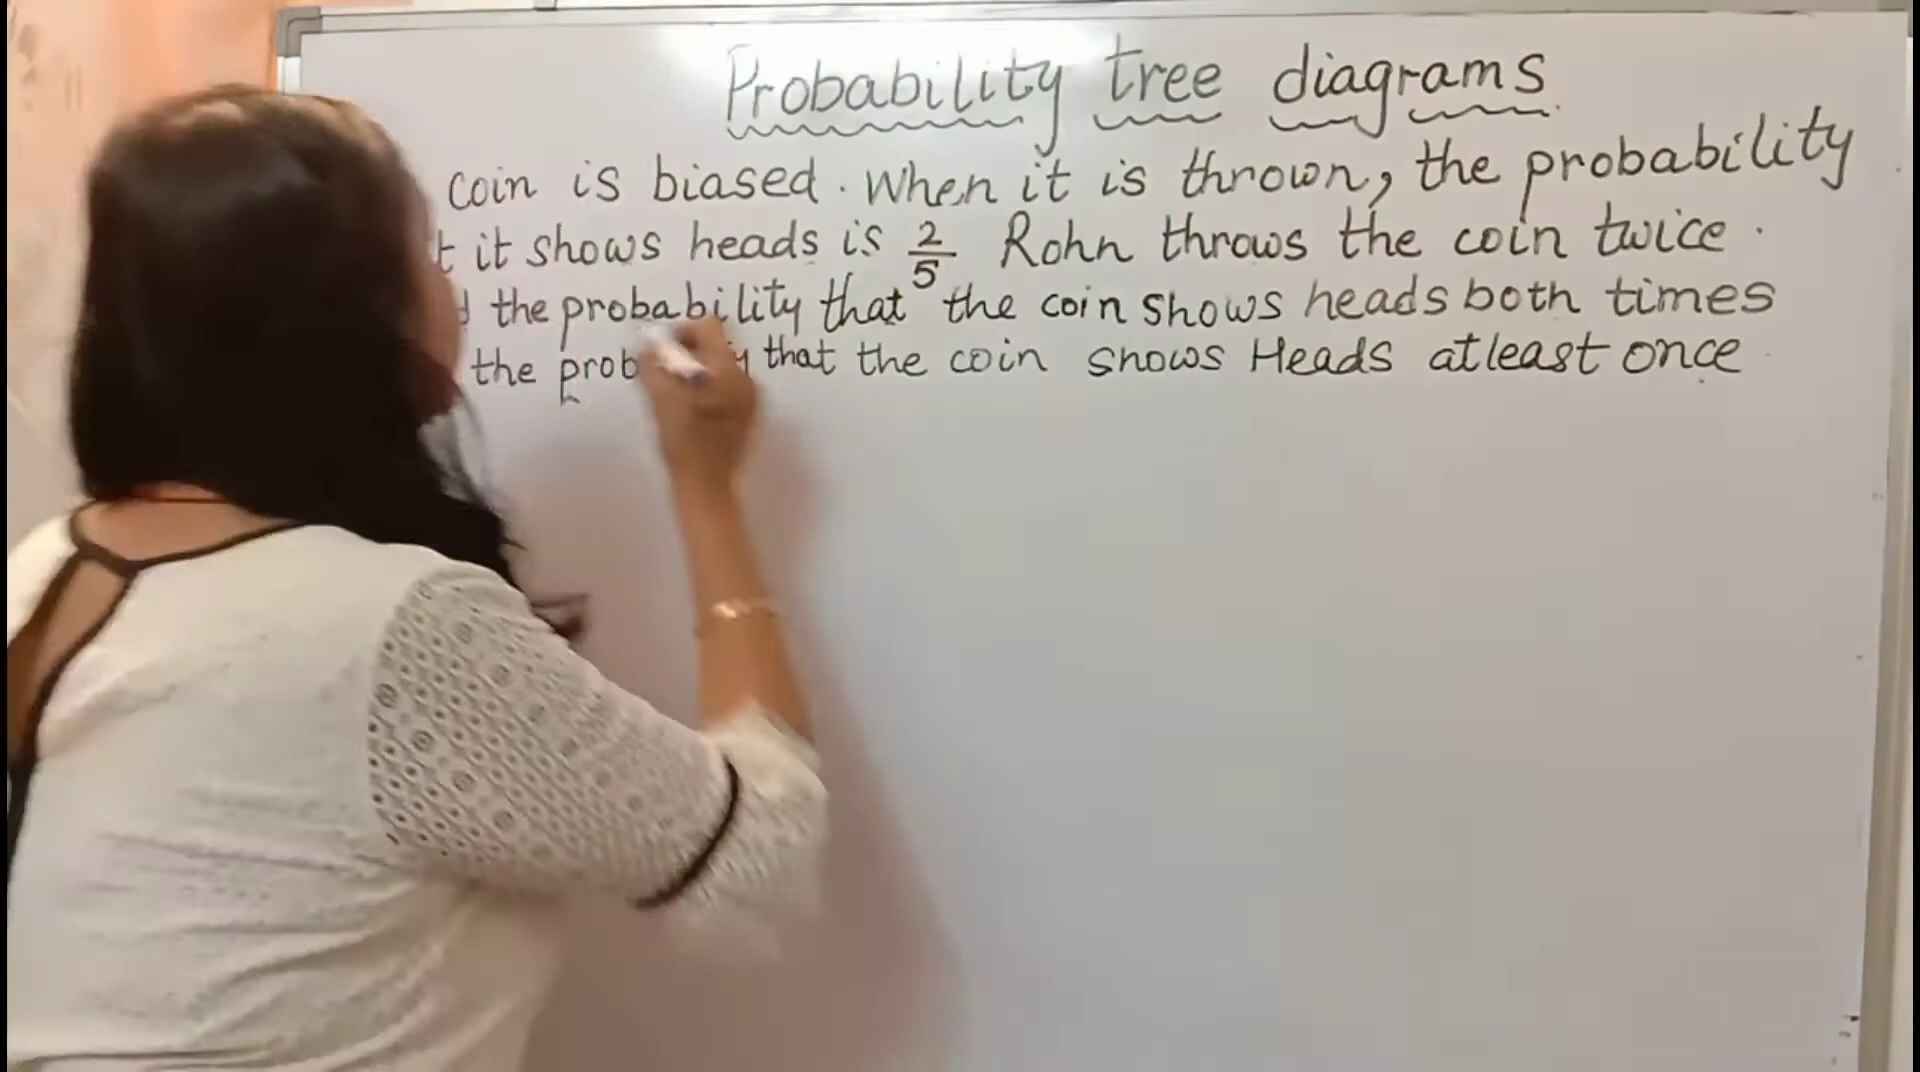 Probability tree diagrams
coin is biased. When it is thrown, the probability
it shows heads is 2/5 Rohn throws the coin twice.
the probability that the coin shows heads both times
the that the coin snows Heads atleast once